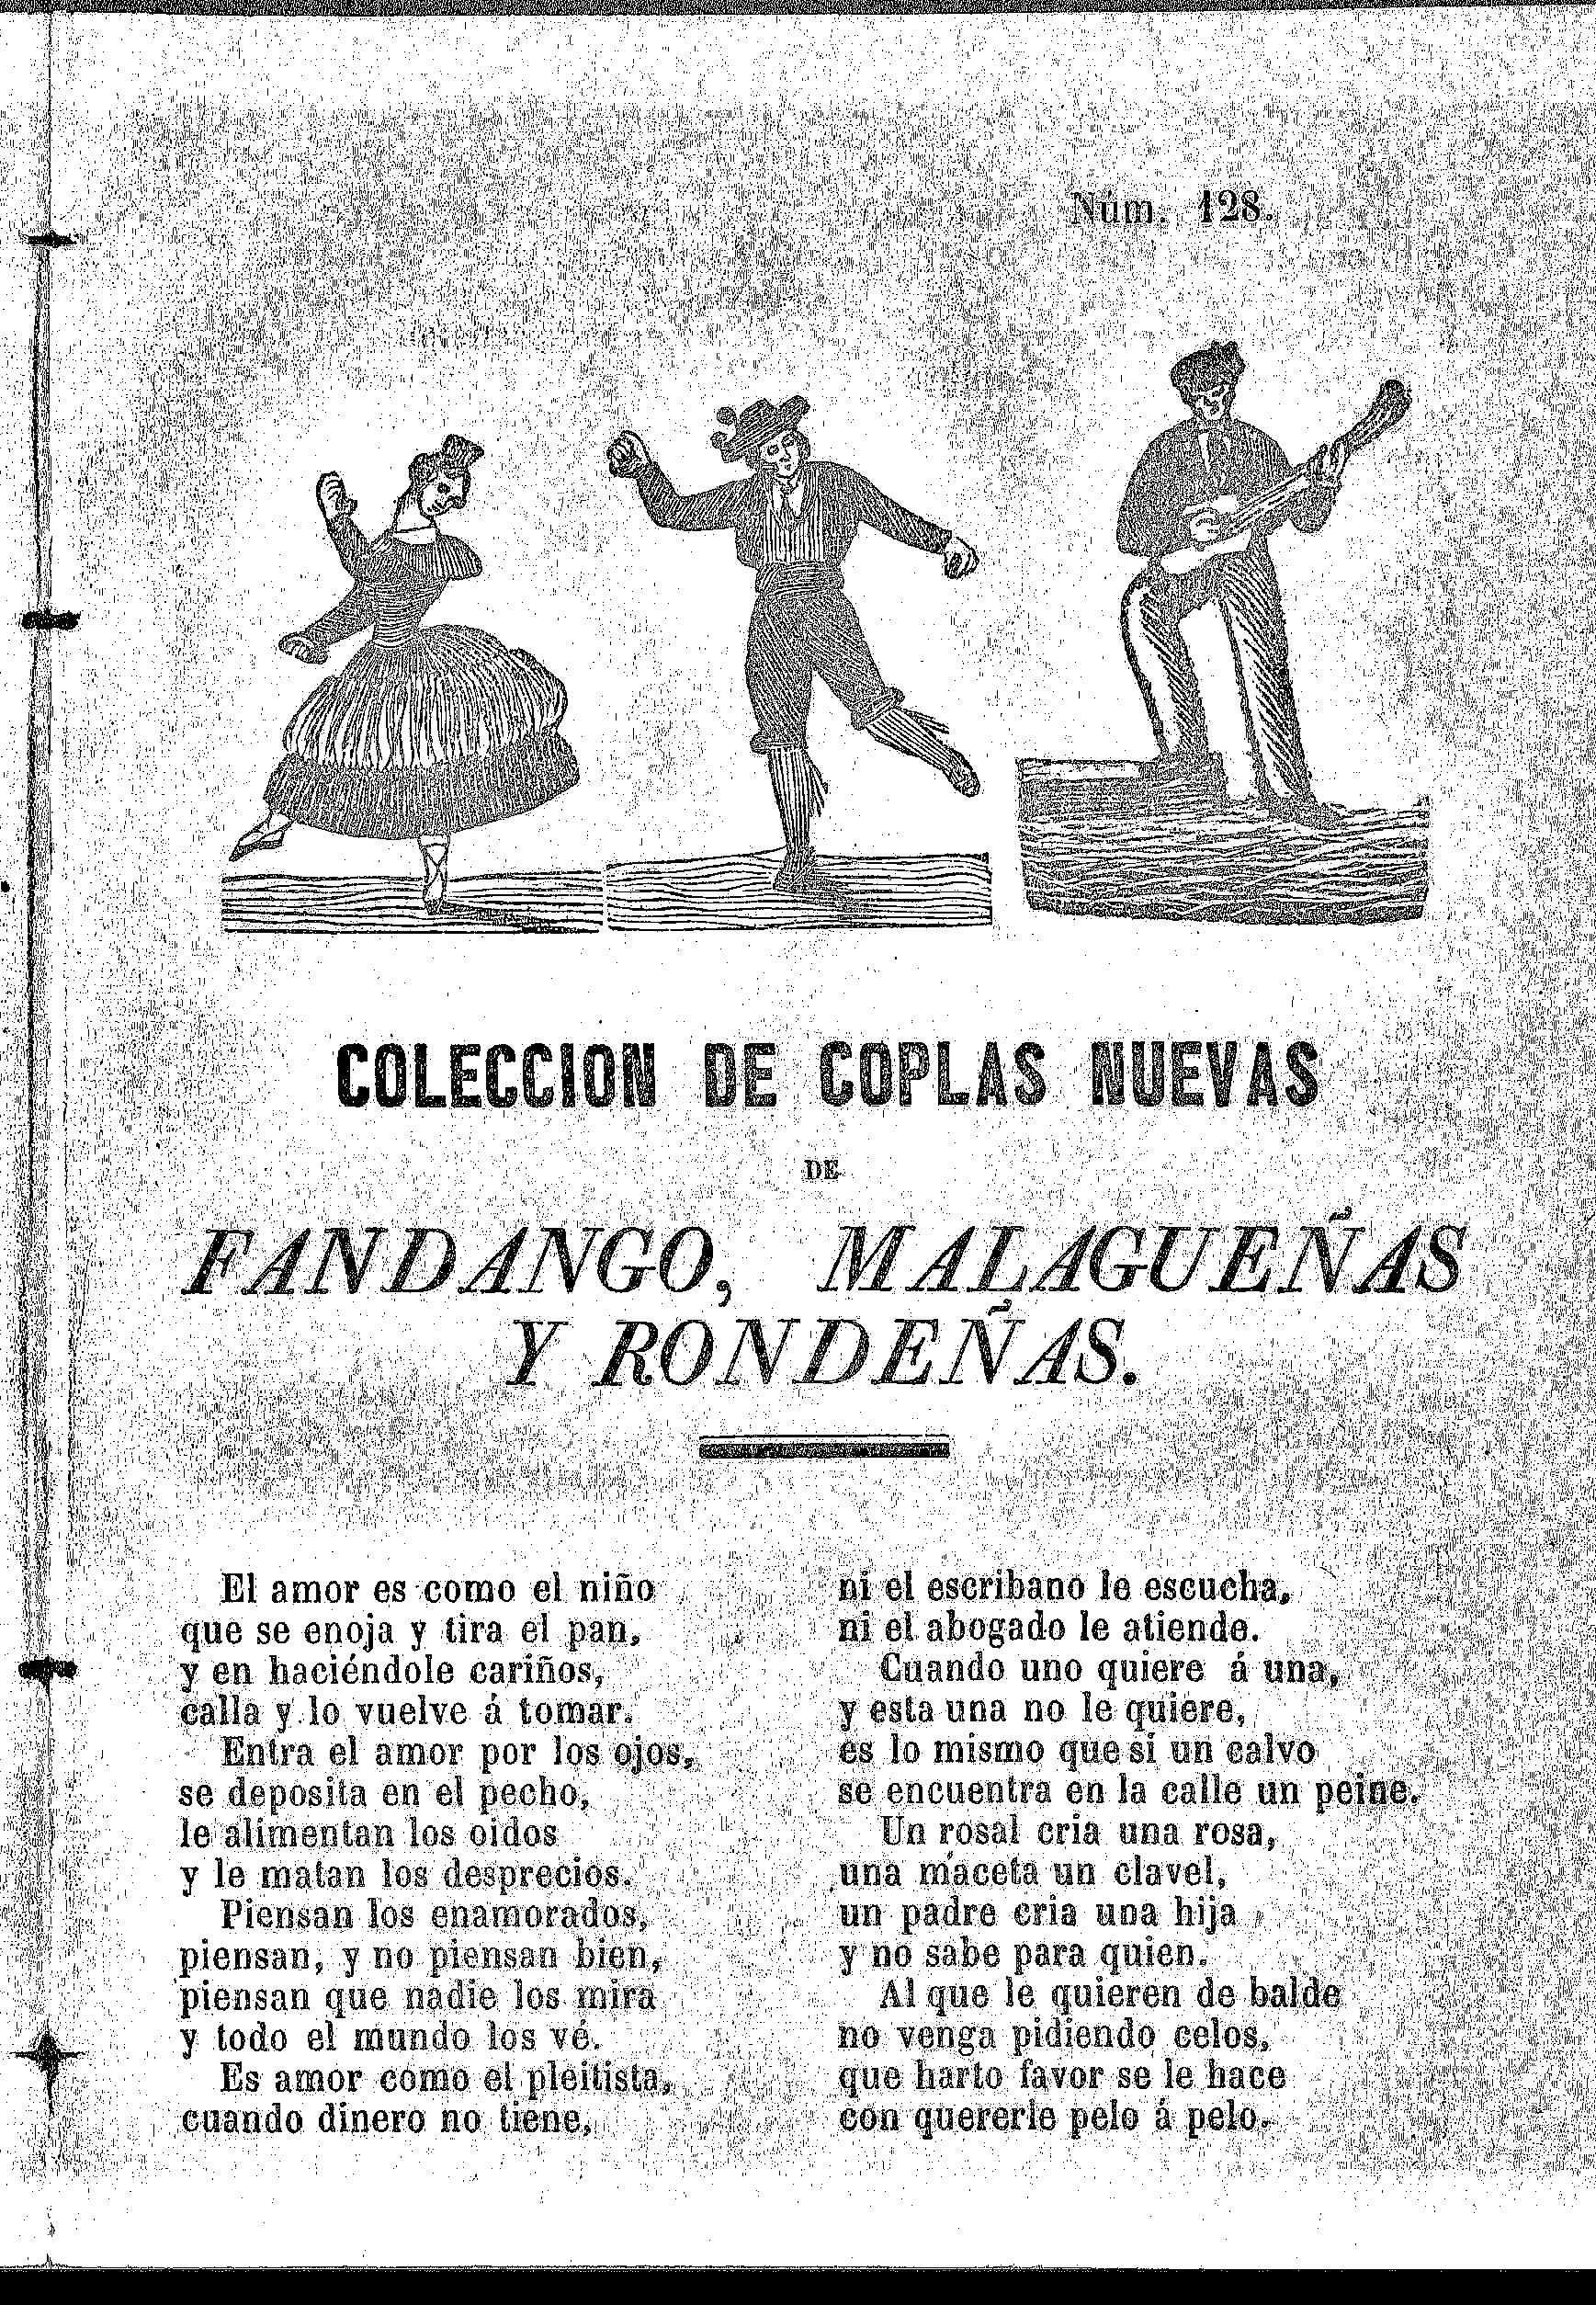 Núm. 128.
COLECCION DE COPLAS NUEVAS
DE
FANDANGO, MALAGUEÑAS
Y RONDEÑAS.
El amor es como el niño
que se enoja y tira el pan,
y en haciéndole cariños,
calla y lo vuelve á tomar.
Entra el amor por los ojos,
se deposita en el pecho,
le alimentan los oidos
y le matan los desprecios.
Piensan los enamorados,
piensan, y no piensan bien,
piensan que nadie los mira
y todo el mundo los vé.
Es amor como el pleitista,
cuando dinero no tiene,
ni el escribano le escucha,
ni el abogado le atiende.
Cuando uno quiere á una,
y esta una no le quiere,
es lo mismo que si un calvo
se encuentra en la calle un peine.
Un rosal cria una rosa,
una maceta un clavel,
un padre cria una hija
y no sabe para quien.
Al que le quieren de balde
no venga pidiendo celos,
que harto favor se le hace
con quererle pelo á pelo.